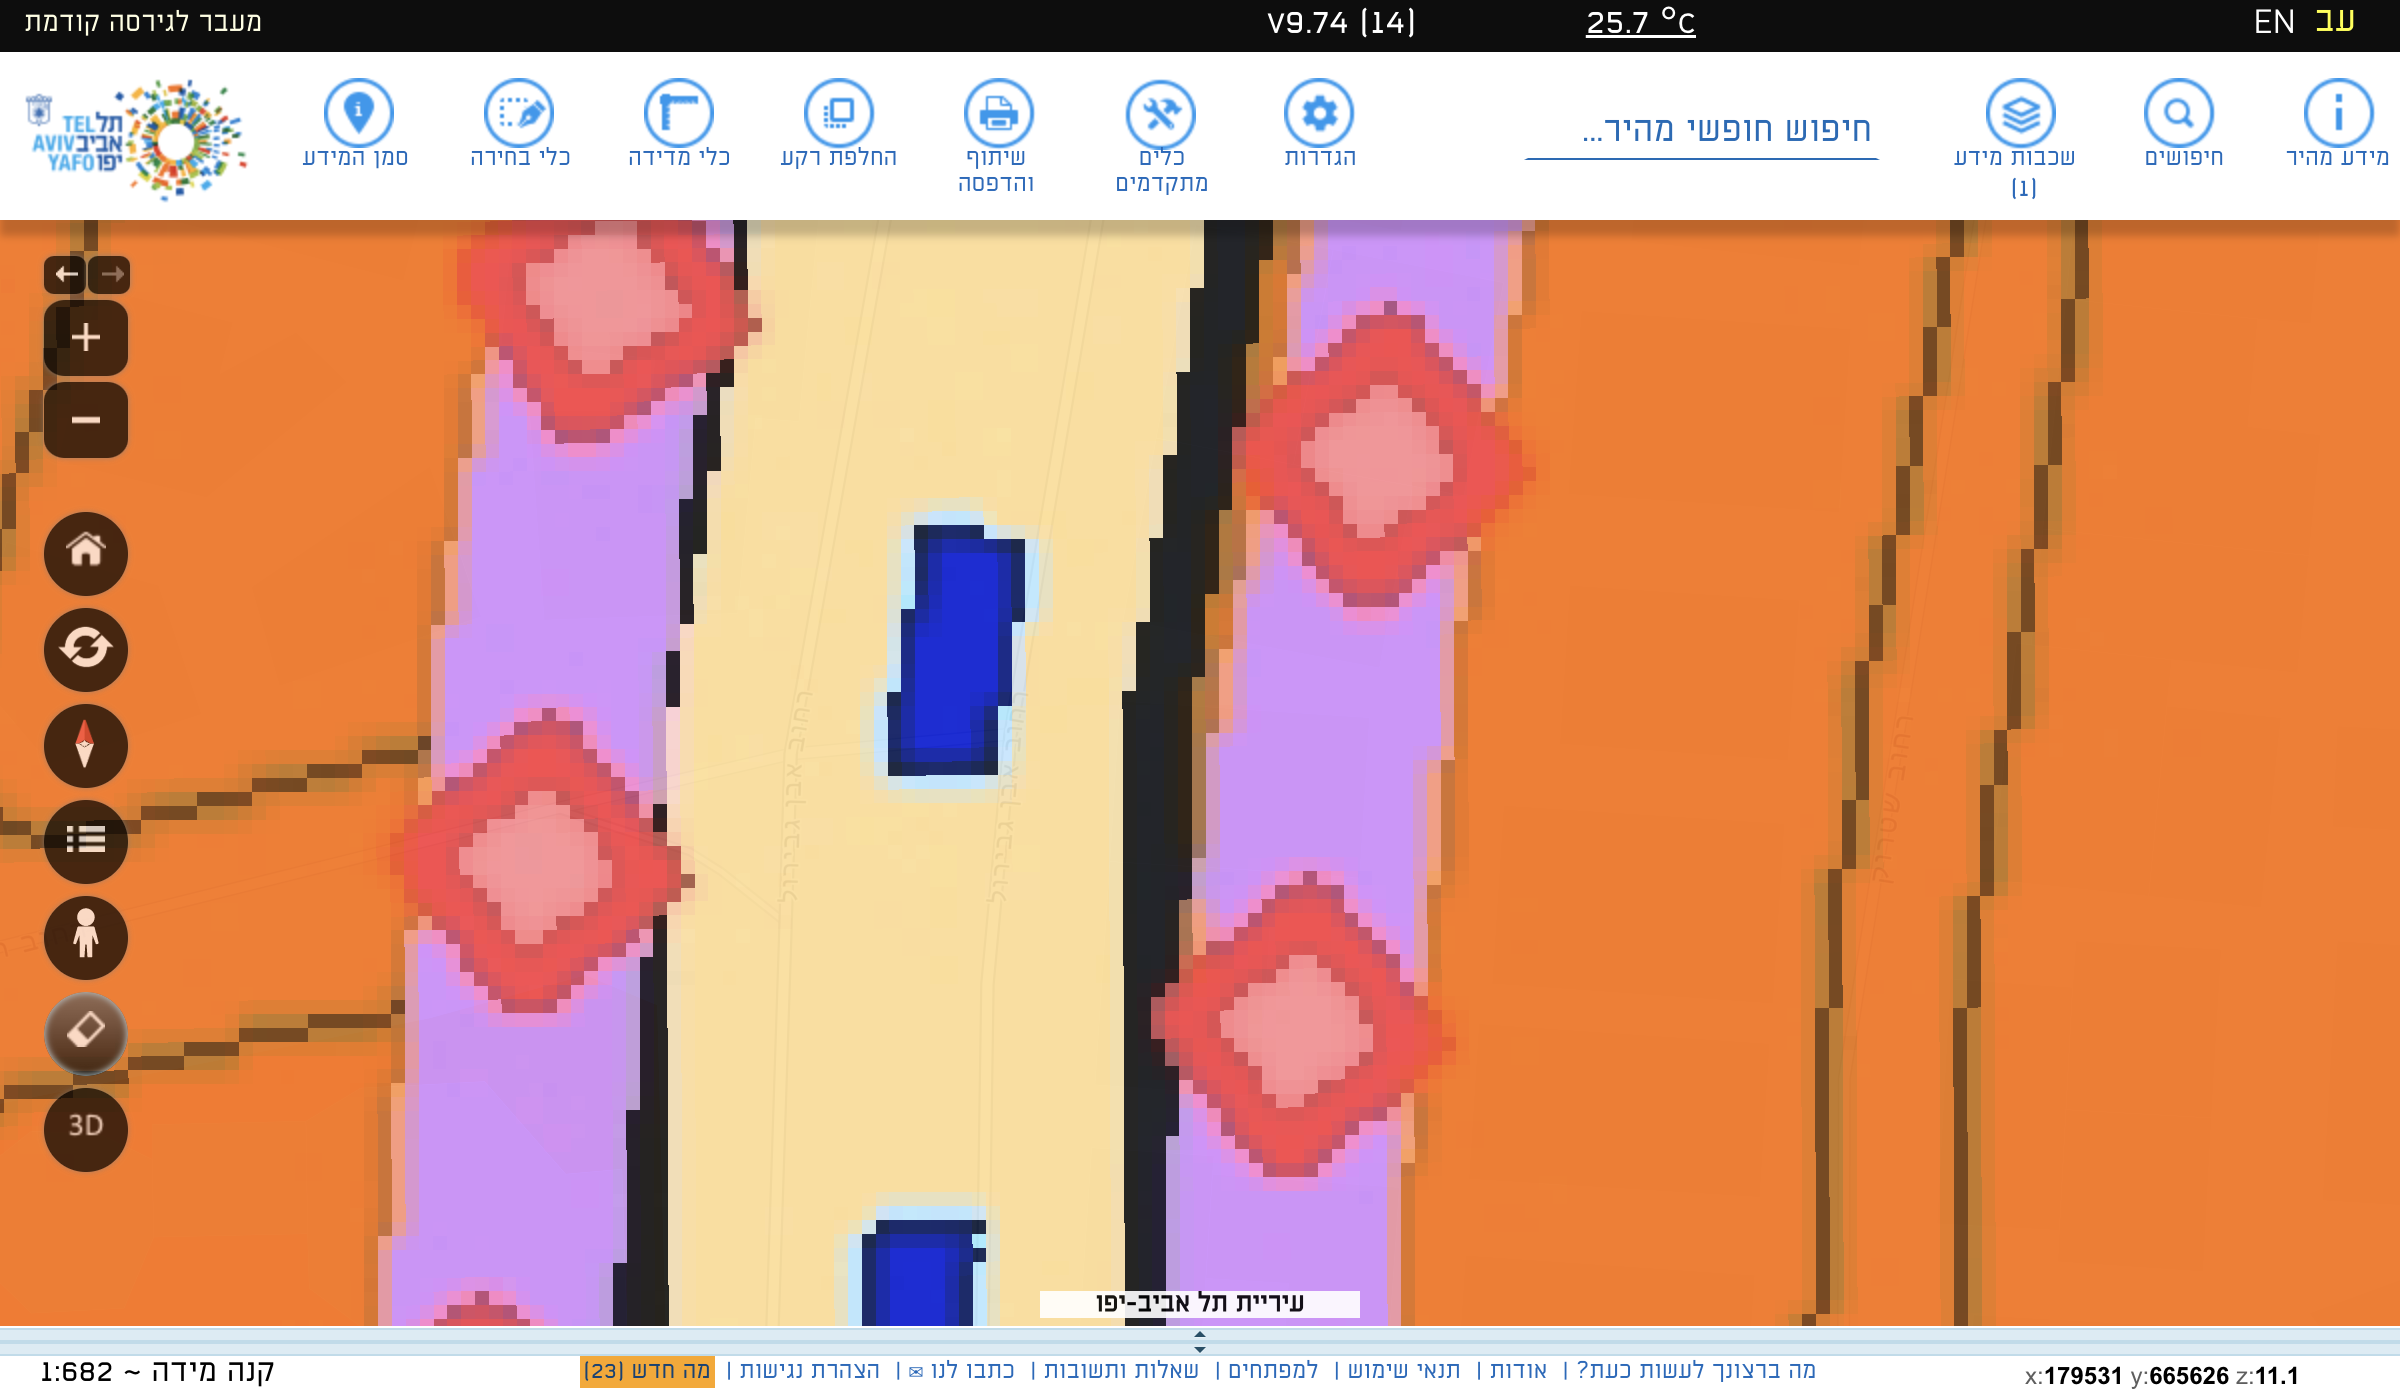 מעבר לגירסה קודמת
V9.74 (14)
25.7 °C
EN
עב
תל אביב יפו
TEL AVIV YAFO
סמן המידע
כלי בחירה
כלי מדידה
החלפת רקע
שיתוף והדפסה
כלים מתקדמים
הגדרות
חיפוש חופשי מהיר...
שכבות מידע (1)
חיפושים
מידע מהיר
3D
רחוב אבן גבירול
רחוב אבן גבירול
רחוב שטריק
עיריית תל אביב-יפו
קנה מידה ~ 1:682
מה ברצונך לעשות כעת? | אודות | תנאי שימוש | למפתחים | שאלות ותשובות | כתבו לנו ✉ | הצהרת נגישות | מה חדש (23)
x:179531 y:665626 z:11.1